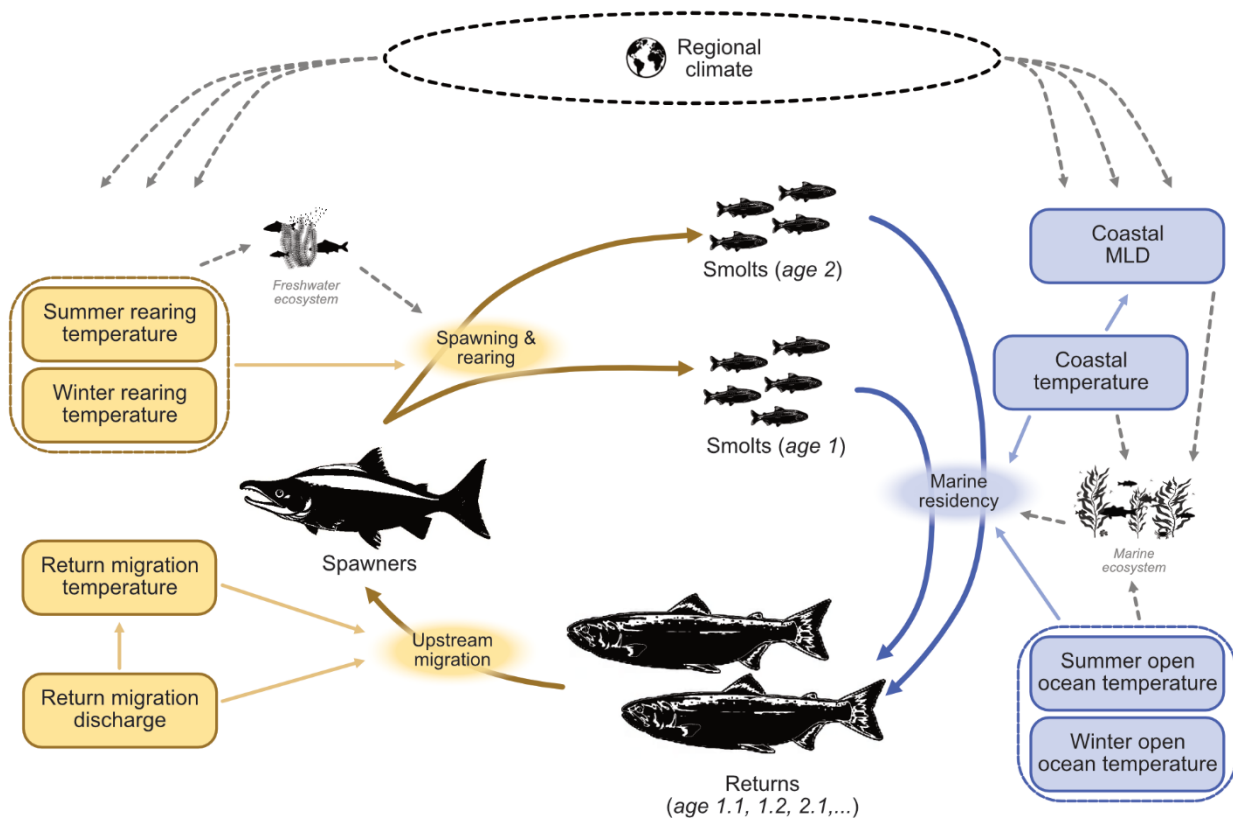 Regional
climate
Freshwater
ecosystem
Summer rearing
temperature
Winter rearing
temperature
Spawning &
rearing
Smolts (age 2)
Smolts (age 1)
Coastal
MLD
Coastal
temperature
Marine
residency
Marine
ecosystem
Spawners
Return migration
temperature
Return migration
discharge
Upstream
migration
Returns
(age 1.1, 1.2, 2.1,...)
Summer open
ocean temperature
Winter open
ocean temperature